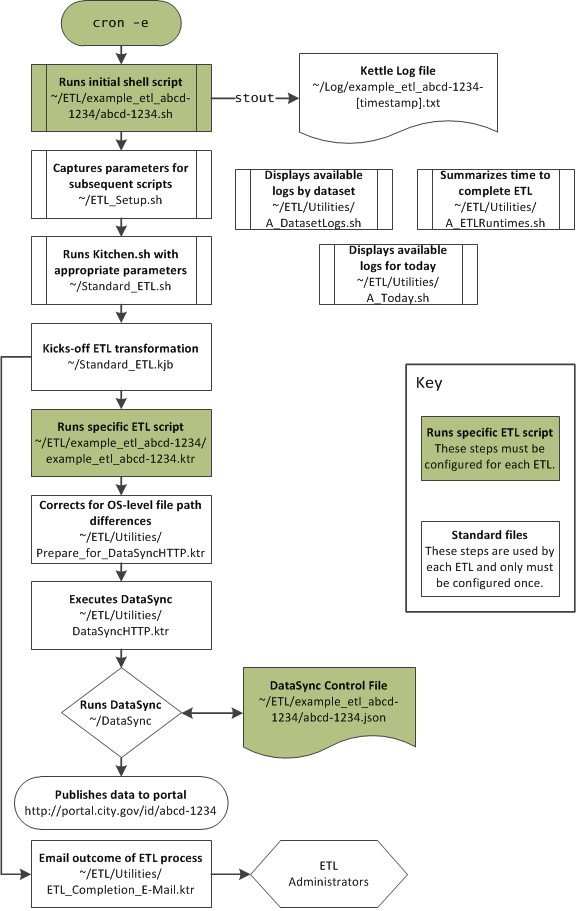 cron -e
Runs initial shell script
~/ETL/example_etl_abcd-
1234/abcd-1234.sh
stout
Kettle Log file
~/Log/example_etl_abcd-1234-
[timestamp].txt
Captures parameters for
subsequent scripts
~/ETL_Setup.sh
Displays available
logs by dataset
~/ETL/Utilities/
A_DatasetLogs.sh
Summarizes time to
complete ETL
~/ETL/Utilities/
A_ETLRuntimes.sh
Runs Kitchen.sh with
appropriate parameters
~/Standard_ETL.sh
Displays available
logs for today
~/ETL/Utilities/
A_Today.sh
Kicks-off ETL transformation
~/Standard_ETL.kjb
Runs specific ETL script
~/ETL/example_etl_abcd-1234/
example_etl_abcd-1234.ktr
Corrects for OS-level file path
differences
~/ETL/Utilities/
Prepare_for_DataSyncHTTP.ktr
Executes DataSync
~/ETL/Utilities/
DataSyncHTTP.ktr
Runs DataSync
~/DataSync
DataSync Control File
~/ETL/example_etl_abcd-
1234/abcd-1234.json
Publishes data to portal
http://portal.city.gov/id/abcd-1234
Email outcome of ETL process
~/ETL/Utilities/
ETL_Completion_E-Mail.ktr
ETL
Administrators
Key
Runs specific ETL script
These steps must be
configured for each ETL.
Standard files
These steps are used by
each ETL and only must
be configured once.